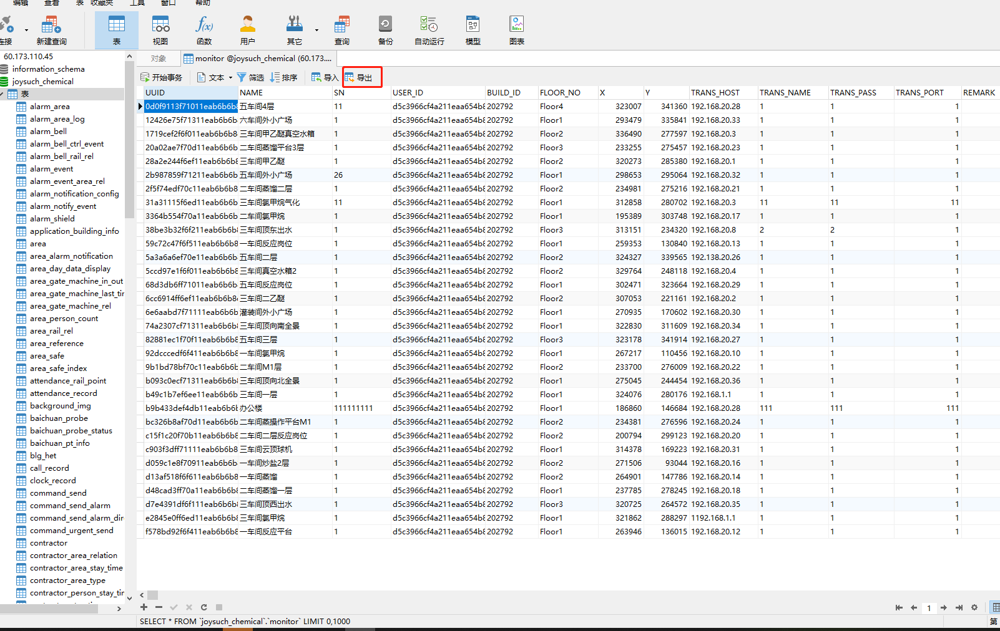 编辑 查看 表 收藏夹 工具 窗口 帮助
连接 新建查询 表 视图 函数 用户 其它 查询 备份 自动运行 模型 图表
60.173.110.45
information_schema
joysuch_chemical
表
alarm_area
alarm_area_log
alarm_bell
alarm_bell_ctrl_event
alarm_bell_rail_rel
alarm_event
alarm_event_area_rel
alarm_notification_config
alarm_notify_event
alarm_shield
application_building_info
area
area_alarm_notification
area_day_data_display
area_gate_machine_in_out
area_gate_machine_last_tir
area_gate_machine_rel
area_person_count
area_rail_rel
area_reference
area_safe
area_safe_index
attendance_rail_point
attendance_record
background_img
baichuan_probe
baichuan_probe_status
baichuan_pt_info
blg_het
call_record
clock_record
command_send
command_send_alarm
command_send_alarm_dire
command_urgent_send
contractor
contractor_area_relation
contractor_area_stay_time
contractor_area_type
contractor_person_stay_tir
对象 monitor @joysuch_chemical (60.173....
开始事务 文本 筛选 排序 导入 导出
UUID NAME SN USER_ID BUILD_ID FLOOR_NO X Y TRANS_HOST TRANS_NAME TRANS_PASS TRANS_PORT REMARK
0d0f9113f71011eab6b6b8 五车间4层 11 d5c3966cf4a211eaa654b8 202792 Floor4 323007 341360 192.168.20.28 1 1 1
12426e75f71311eab6b6b 六车间外小广场 1 d5c3966cf4a211eaa654b8 202792 Floor1 293479 335841 192.168.20.33 1 1 1
1719cef2f6f011eab6b6b8 三车间甲乙醚真空水箱 1 d5c3966cf4a211eaa654b8 202792 Floor2 336490 277597 192.168.20.3 1 1 1
20a02ae7f70d11eab6b6b 二车间蒸馏平台3层 1 d5c3966cf4a211eaa654b8 202792 Floor3 233255 275457 192.168.20.23 1 1 1
28a2e244f6ef11eab6b6b8 三车间甲乙醚 1 d5c3966cf4a211eaa654b8 202792 Floor2 320273 285380 192.168.20.1 1 1 1
2b987859f71211eab6b6b 五车间外小广场 26 d5c3966cf4a211eaa654b8 202792 Floor1 298653 295064 192.168.20.32 1 1 1
2f5f74edf70c11eab6b6b8 二车间蒸馏二层 1 d5c3966cf4a211eaa654b8 202792 Floor2 234981 275216 192.168.20.21 1 1 1
31a31115f6ed11eab6b6b 三车间氯甲烷气化 11 d5c3966cf4a211eaa654b8 202792 Floor1 312858 280702 192.168.20.3 11 11 11
3364b554f70a11eab6b6b 二车间氯甲烷 1 d5c3966cf4a211eaa654b8 202792 Floor1 195389 303748 192.168.20.17 1 1 1
38be3b32f6f211eab6b6b8 三车间顶东出水 1 d5c3966cf4a211eaa654b8 202792 Floor3 313151 234320 192.168.20.8 2 2 1
59c72c47f6f511eab6b6b8 一车间反应岗位 1 d5c3966cf4a211eaa654b8 202792 Floor1 259353 130840 192.168.20.13 1 1 1
5a3a6a6ef70e11eab6b6b 五车间二层 1 d5c3966cf4a211eaa654b8 202792 Floor2 324327 339565 192.138.20.26 1 1 1
5ccd97e1f6f011eab6b6b8 三车间真空水箱2 1 d5c3966cf4a211eaa654b8 202792 Floor2 329764 248118 192.168.20.4 1 1 1
68d3db6ff71011eab6b6b 五车间反应岗位 1 d5c3966cf4a211eaa654b8 202792 Floor1 302471 323664 192.168.20.29 1 1 1
6cc6914ff6ef11eab6b6b8 三车间二乙醚 1 d5c3966cf4a211eaa654b8 202792 Floor2 307053 221161 192.168.20.2 1 1 1
6e6aabd7f71111eab6b6b 灌装间外小广场 1 d5c3966cf4a211eaa654b8 202792 Floor1 270935 170602 192.168.20.30 1 1 1
74a2307cf71311eab6b6b 三车间顶向南全景 1 d5c3966cf4a211eaa654b8 202792 Floor1 322830 311609 192.168.20.34 1 1 1
82881ec1f70f11eab6b6b8 五车间三层 1 d5c3966cf4a211eaa654b8 202792 Floor3 323178 341914 192.168.20.27 1 1 1
92dcccedf6f411eab6b6b8 一车间氯甲烷 1 d5c3966cf4a211eaa654b8 202792 Floor1 267217 110456 192.168.20.10 1 1 1
9b1bd78bf70c11eab6b6b 二车间M1层 1 d5c3966cf4a211eaa654b8 202792 Floor2 233700 276009 192.168.20.22 1 1 1
b093c0ecf71311eab6b6b 三车间顶向北全景 1 d5c3966cf4a211eaa654b8 202792 Floor1 275045 244454 192.168.20.36 1 1 1
b49c1b7ef6ee11eab6b6b 三车间一层 1 d5c3966cf4a211eaa654b8 202792 Floor1 324076 280176 192.168.1.1 1 1 1
b9b433def4db11eab6b6b 办公楼 111111111 d5c3966cf4a211eaa654b8 202792 Floor1 186860 146684 192.168.20.28 111 111 111
bc326b8af70d11eab6b6b 二车间蒸操作平台M1 1 d5c3966cf4a211eaa654b8 202792 Floor2 234381 276596 192.168.20.24 1 1 1
c15f1c20f70b11eab6b6b8 二车间二层反应岗位 1 d5c3966cf4a211eaa654b8 202792 Floor2 200794 299123 192.168.20.20 1 1 1
c903f3dff71111eab6b6b8 三车间云顶球机 1 d5c3966cf4a211eaa654b8 202792 Floor1 314378 169223 192.168.20.31 1 1 1
d059c1e8f70911eab6b6b 一车间炒盐2层 1 d5c3966cf4a211eaa654b8 202792 Floor2 271506 93044 192.168.20.16 1 1 1
d13af518f6f611eab6b6b8 一车间蒸馏 1 d5c3966cf4a211eaa654b8 202792 Floor2 264901 147786 192.168.20.14 1 1 1
d48cad3ff70a11eab6b6b 二车间蒸馏一层 1 d5c3966cf4a211eaa654b8 202792 Floor1 237785 278245 192.168.20.18 1 1 1
d7e4391df6f111eab6b6b8 三车间顶西出水 1 d5c3966cf4a211eaa654b8 202792 Floor3 320725 264572 192.168.20.35 1 1 1
e2845e0ff6ed11eab6b6b 三车间氯甲烷 1 d5c3966cf4a211eaa654b8 202792 Floor1 321862 288297 1192.168.1.1 1 1 1
f578bd92f6f411eab6b6b8 一车间反应平台 1 d5c3966cf4a211eaa654b8 202792 Floor1 263946 136015 192.168.20.12 1 1 1
1
SELECT * FROM `joysuch_chemical`.`monitor` LIMIT 0,1000 第